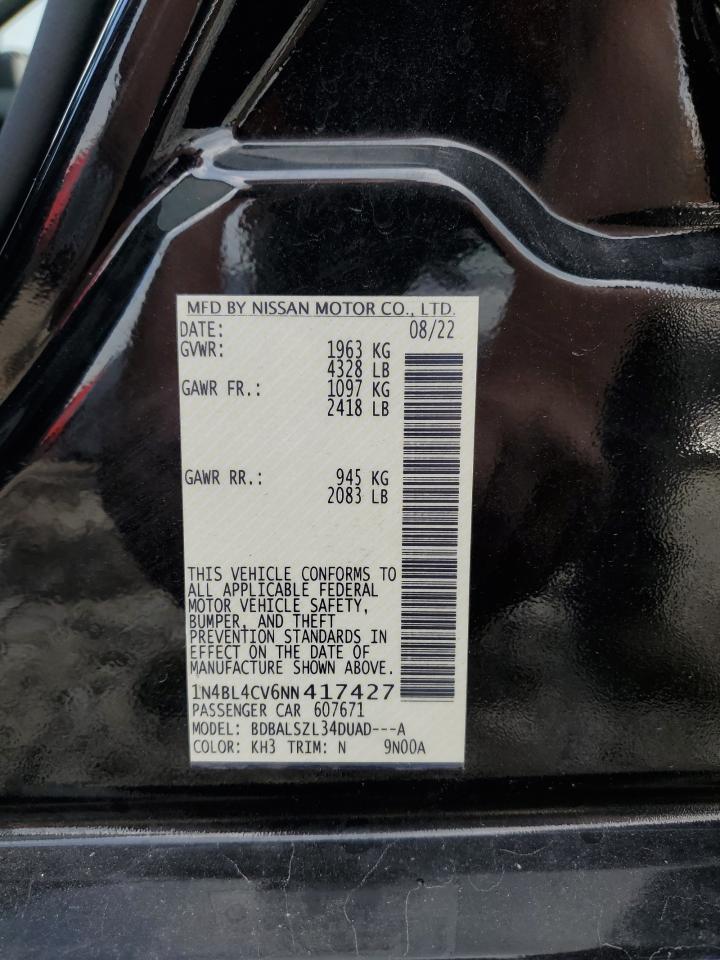 MFD BY NISSAN MOTOR CO., LTD.
DATE: 08/22
GVWR: 1963 KG
4328 LB
GAWR FR.: 1097 KG
2418 LB
GAWR RR.: 945 KG
2083 LB
THIS VEHICLE CONFORMS TO
ALL APPLICABLE FEDERAL
MOTOR VEHICLE SAFETY,
BUMPER, AND THEFT
PREVENTION STANDARDS IN
EFFECT ON THE DATE OF
MANUFACTURE SHOWN ABOVE.
1N4BL4CV6NN417427
PASSENGER CAR 607671
MODEL: BDBALSZL34DUAD---A
COLOR: KH3 TRIM: N 9N00A